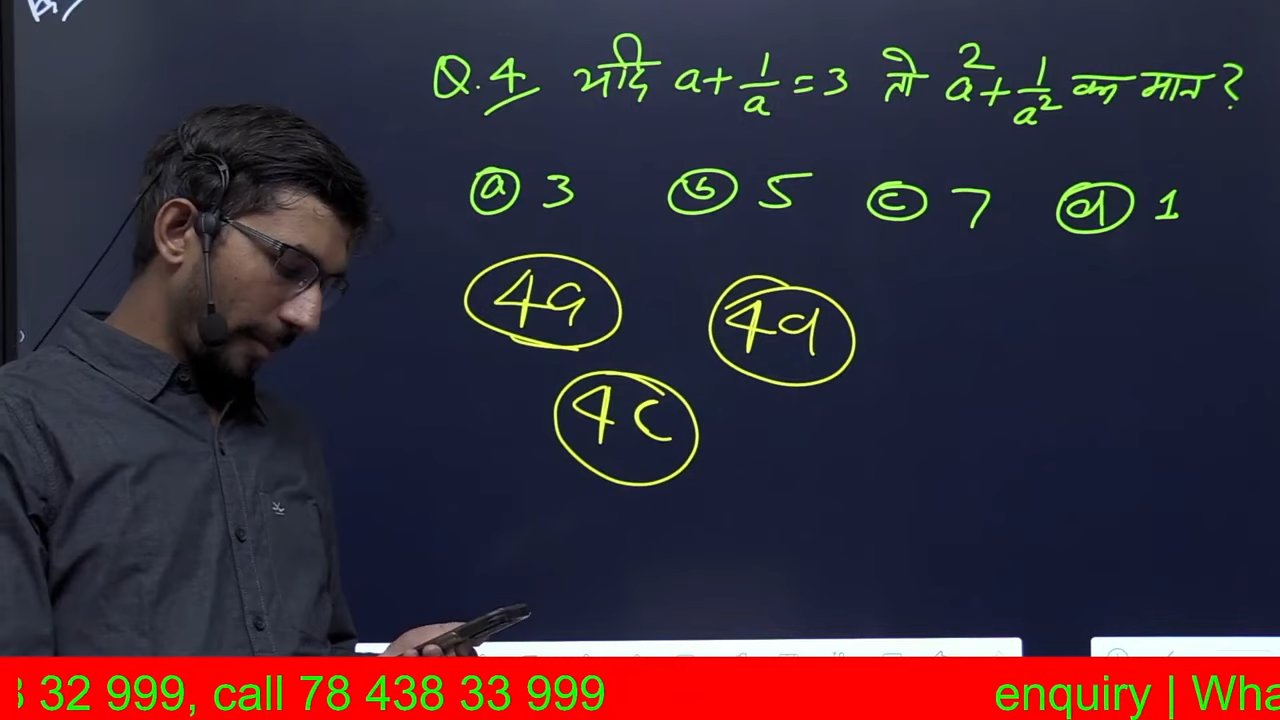 Q.4 यदि a+1/a=3 तो a²+1/a² का मान ?
ⓐ 3 ⓑ 5 ⓒ 7 ⓓ 1
4a 4a
4c
32 999, call 78 438 33 999 enquiry | Wha